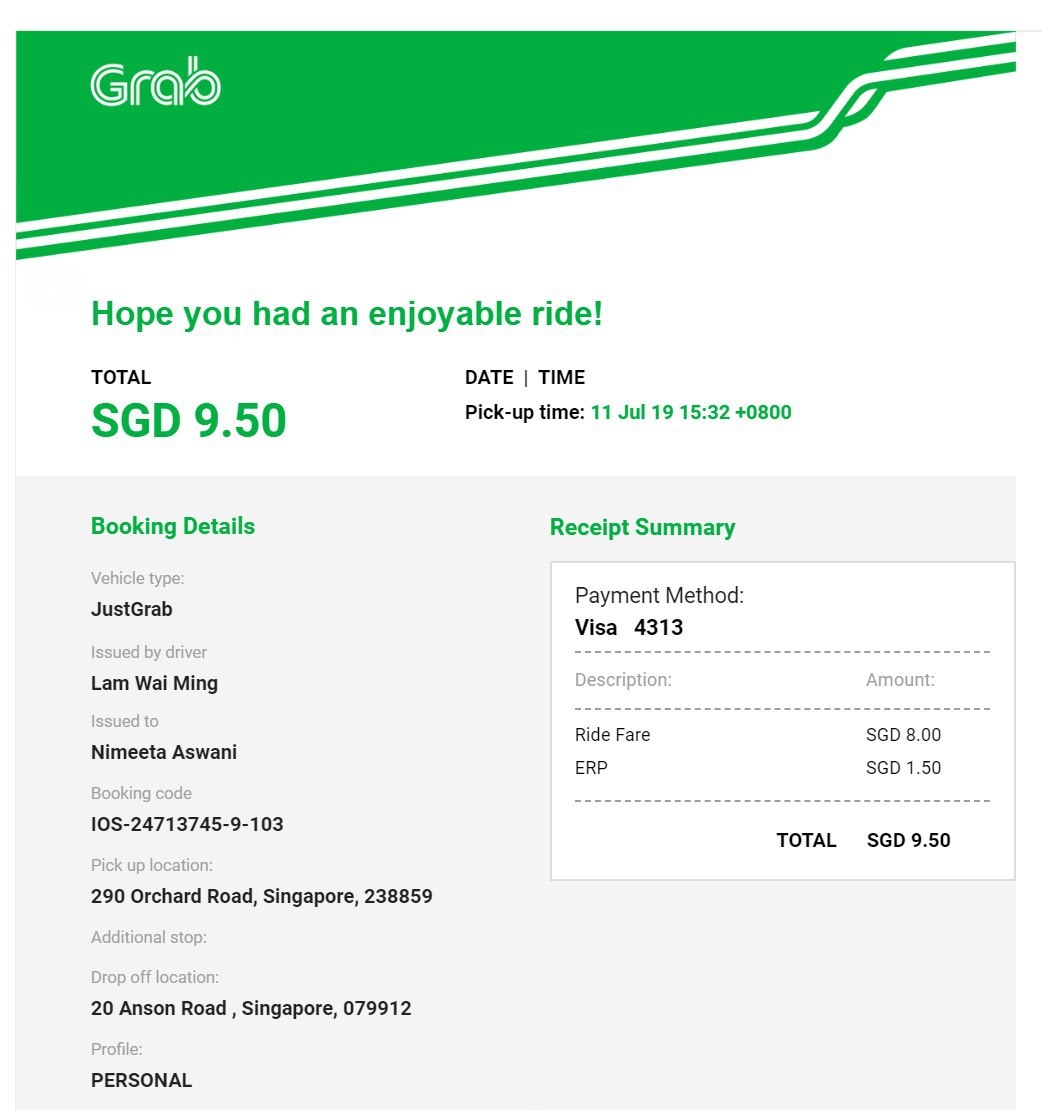 Grab
Hope you had an enjoyable ride!
TOTAL
SGD 9.50
DATE | TIME
Pick-up time: 11 Jul 19 15:32 +0800
Booking Details
Vehicle type:
JustGrab
Issued by driver
Lam Wai Ming
Issued to
Nimeeta Aswani
Booking code
IOS-24713745-9-103
Pick up location:
290 Orchard Road, Singapore, 238859
Additional stop:
Drop off location:
20 Anson Road , Singapore, 079912
Profile:
PERSONAL
Receipt Summary
Payment Method:
Visa 4313
Description: Amount:
Ride Fare SGD 8.00
ERP SGD 1.50
TOTAL SGD 9.50